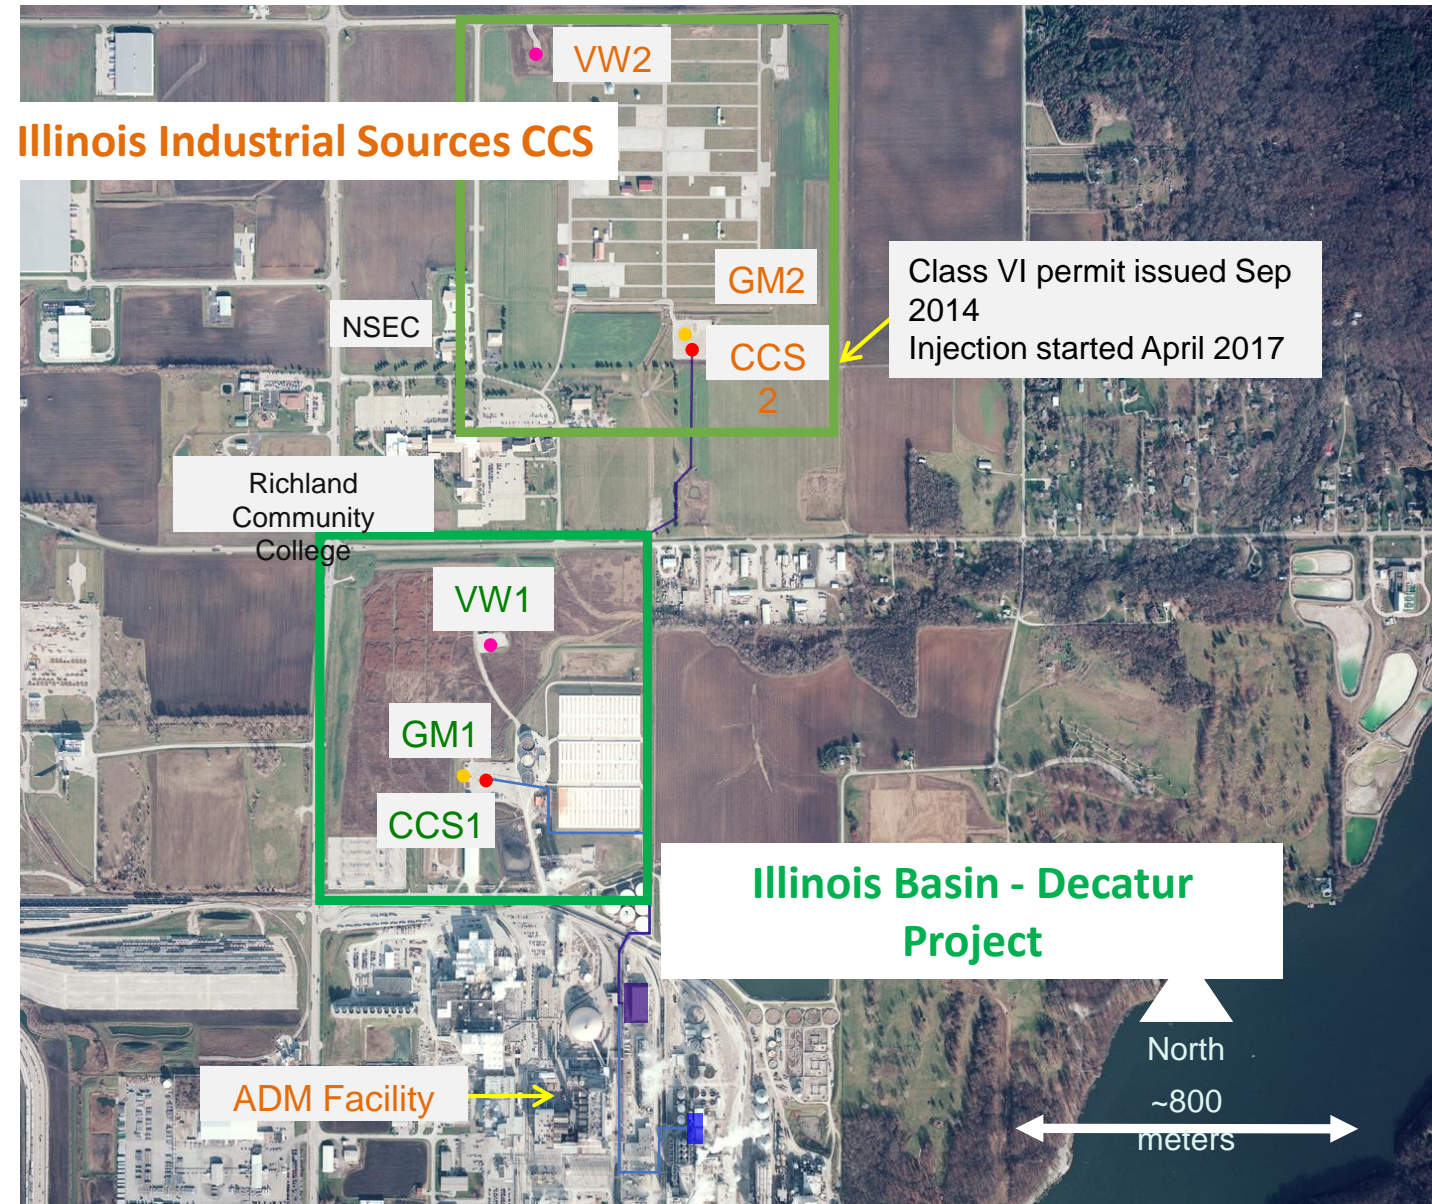 VW2
Illinois Industrial Sources CCS
GM2
Class VI permit issued Sep
2014
Injection started April 2017
NSEC
CCS
2
Richland
Community
College
VW1
GM1
CCS1
Illinois Basin - Decatur
Project
North
ADM Facility
~800
meters